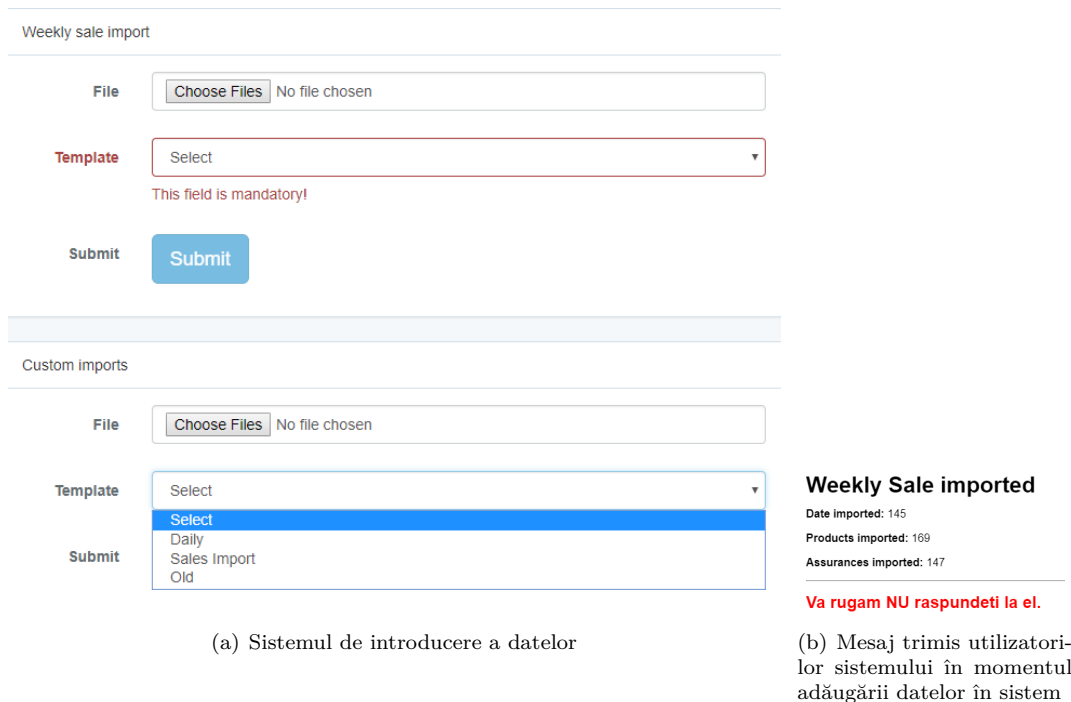 Weekly sale import
File
Choose Files No file chosen
Template
Select
This field is mandatory!
Submit
Submit
Custom imports
File
Choose Files No file chosen
Template
Select
Select
Daily
Sales Import
Old
Submit
(a) Sistemul de introducere a datelor
Weekly Sale imported
Date imported: 145
Products imported: 169
Assurances imported: 147
Va rugam NU raspundeti la el.
(b) Mesaj trimis utilizatori-
lor sistemului în momentul
adăugării datelor în sistem